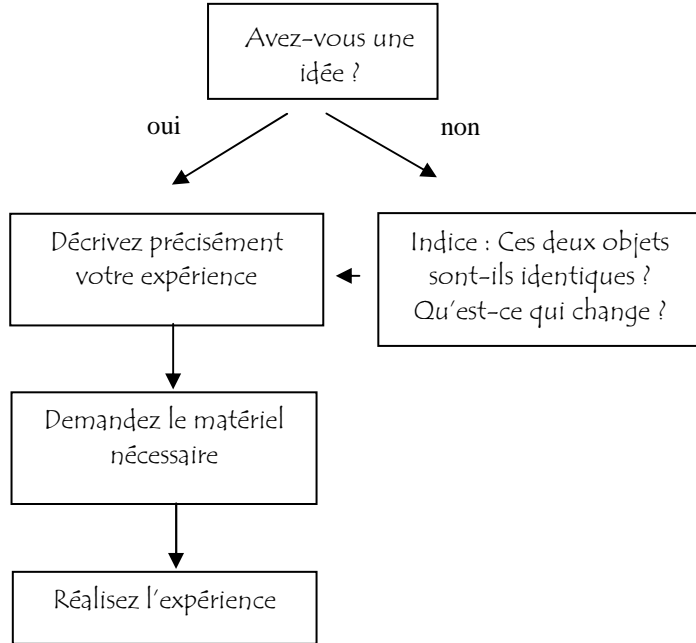 Avez-vous une
idée ?
oui
non
Décrivez précisément
votre expérience
Indice : Ces deux objets
sont-ils identiques ?
Qu'est-ce qui change ?
Demandez le matériel
nécessaire
Réalisez l'expérience